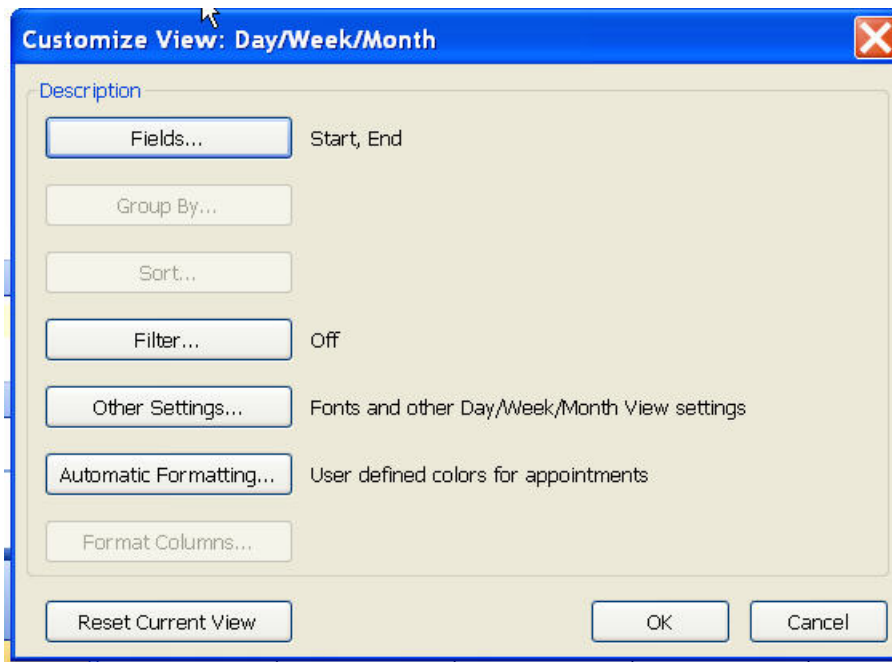 Customize View: Day/Week/Month
Description
Fields... Start, End
Group By...
Sort...
Filter... Off
Other Settings... Fonts and other Day/Week/Month View settings
Automatic Formatting... User defined colors for appointments
Format Columns...
Reset Current View OK Cancel